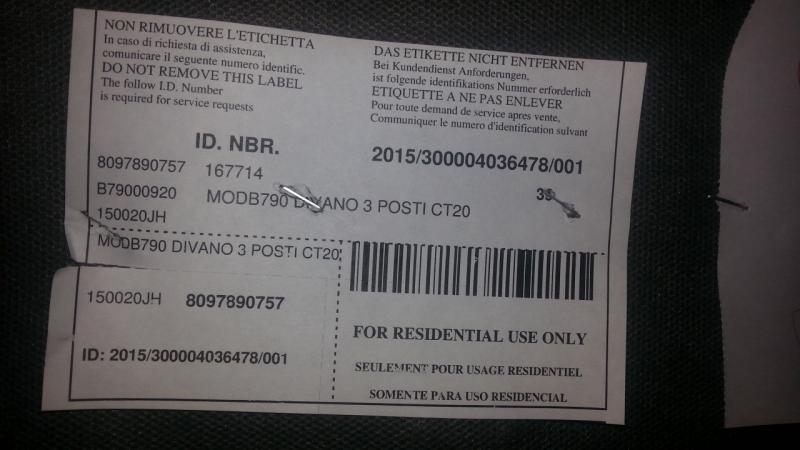 NON RIMUOVERE L'ETICHETTA
In caso di richiesta di assistenza,
comunicare il seguente numero identific.
DO NOT REMOVE THIS LABEL
The follow I.D. Number
is required for service requests
DAS ETIKETTE NICHT ENTFERNEN
Bei Kundendienst Anforderungen,
ist folgende identifikations Nummer erforderlich
ETIQUETTE A NE PAS ENLEVER
Pour toute demand de service apres vente,
Communiquer le numero d'identification suivant
ID. NBR.
2015/300004036478/001
8097890757 167714
B79000920 MODB790 DIVANO 3 POSTI CT20
150020JH
MODB790 DIVANO 3 POSTI CT20
150020JH 8097890757
ID: 2015/300004036478/001
FOR RESIDENTIAL USE ONLY
SEULEMENT POUR USAGE RESIDENTIEL
SOMENTE PARA USO RESIDENCIAL